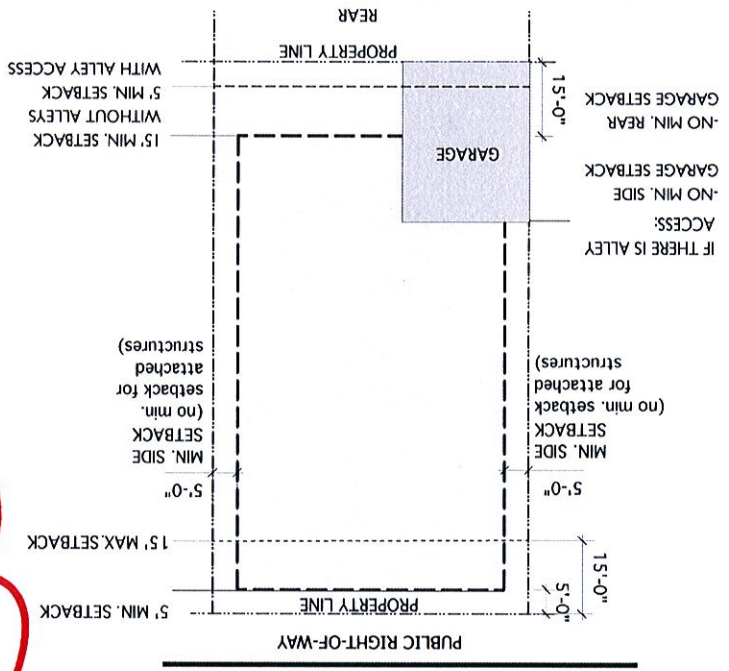 PUBLIC RIGHT-OF-WAY
PROPERTY LINE
5' MIN. SETBACK
5'-0"
15'-0"
15' MAX.SETBACK
5'-0"
5'-0"
MIN. SIDE
SETBACK
(no min. setback
for attached
structures)
MIN. SIDE
SETBACK
(no min.
setback for
attached
structures)
IF THERE IS ALLEY
ACCESS:
-NO MIN. SIDE
GARAGE SETBACK
-NO MIN. REAR
GARAGE SETBACK
GARAGE
15'-0"
15' MIN. SETBACK
WITHOUT ALLEYS
5' MIN. SETBACK
WITH ALLEY ACCESS
PROPERTY LINE
REAR